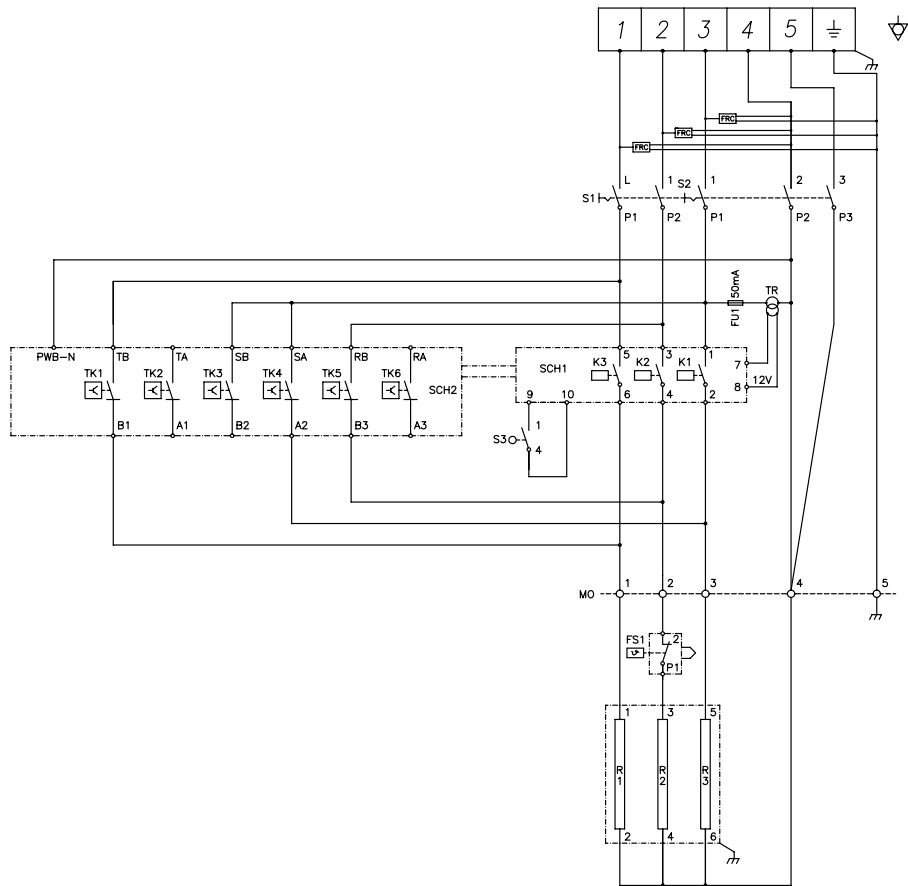 1 2 3 4 5
FRC
FRC
FRC
L 1 S2 1 2 3
S1
P1 P2 P1 P2 P3
50mA TR
FU1
PWB-N TB TA SB SA RB RA
5 3 1
TK1 TK2 TK3 TK4 TK5 TK6
SCH2
SCH1
K3 K2 K1
7
8 12V
9 10 6 4 2
B1 A1 B2 A2 B3 A3
1
S3
4
MO 1 2 3 4 5
FS1 2
P1
1 3 5
R1 R2 R3
2 4 6